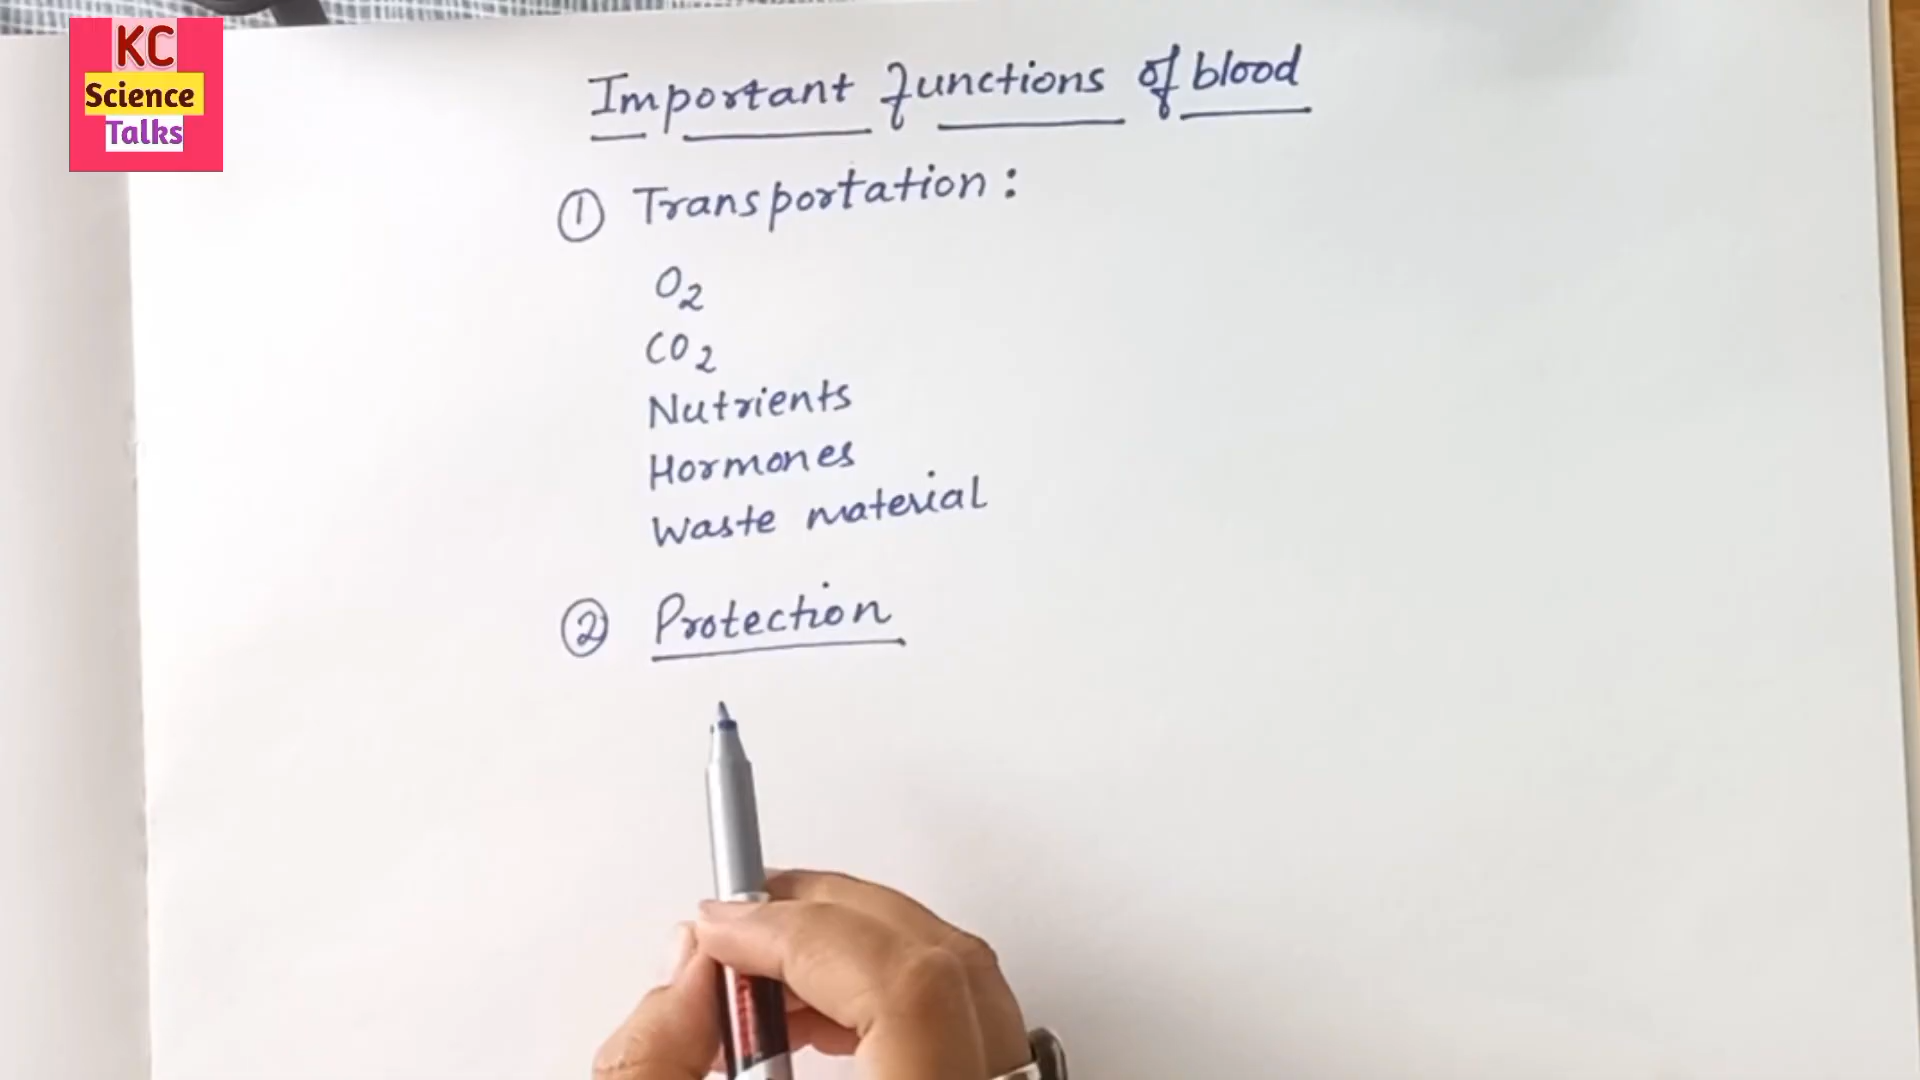 KC
Science
Talks
Important functions of blood
① Transportation:
O2
CO2
Nutrients
Hormones
Waste material
② Protection